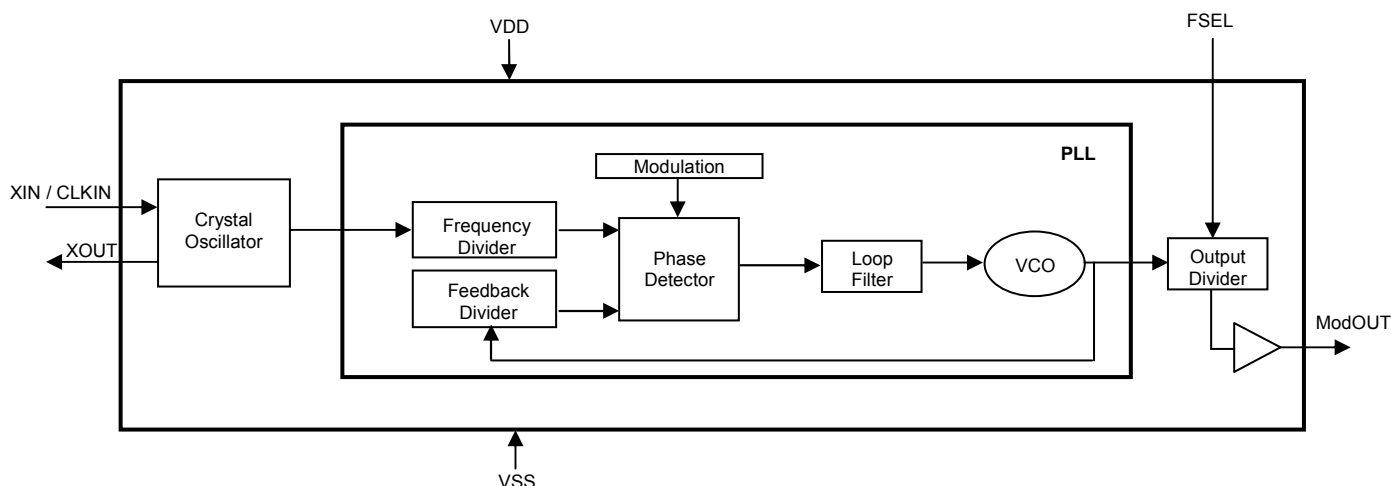 VDD
FSEL
PLL
Modulation
XIN / CLKIN
XOUT
Crystal
Oscillator
Frequency
Divider
Feedback
Divider
Phase
Detector
Loop
Filter
VCO
Output
Divider
ModOUT
VSS